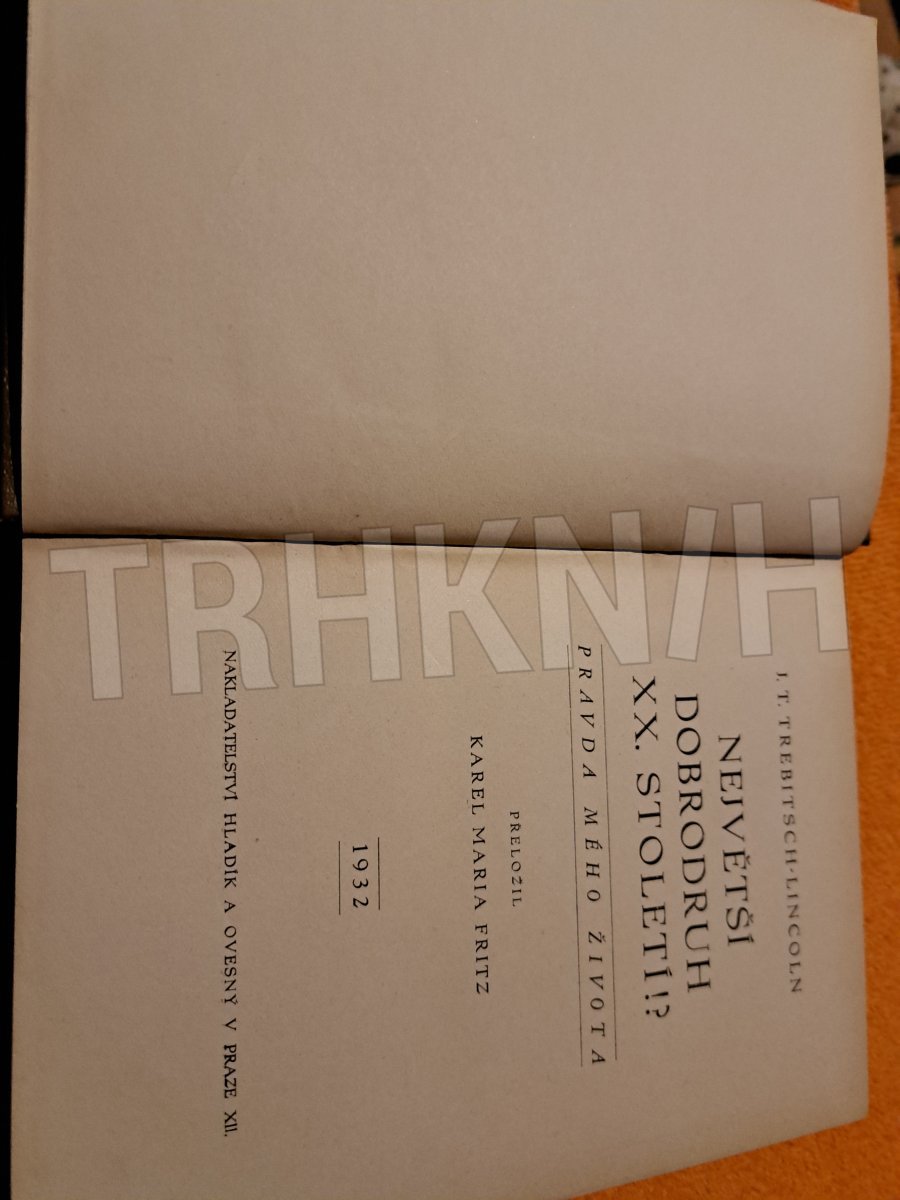 J. T. TREBITSCH-LINCOLN
NEJVĚTŠÍ
DOBRODRUH
XX. STOLETÍ!?
PRAVDA MÉHO ŽIVOTA
PŘELOŽIL
KAREL MARIA FRITZ
1932
NAKLADATELSTVÍ HLADÍK A OVESNÝ V PRAZE XII.
TRHKN/H